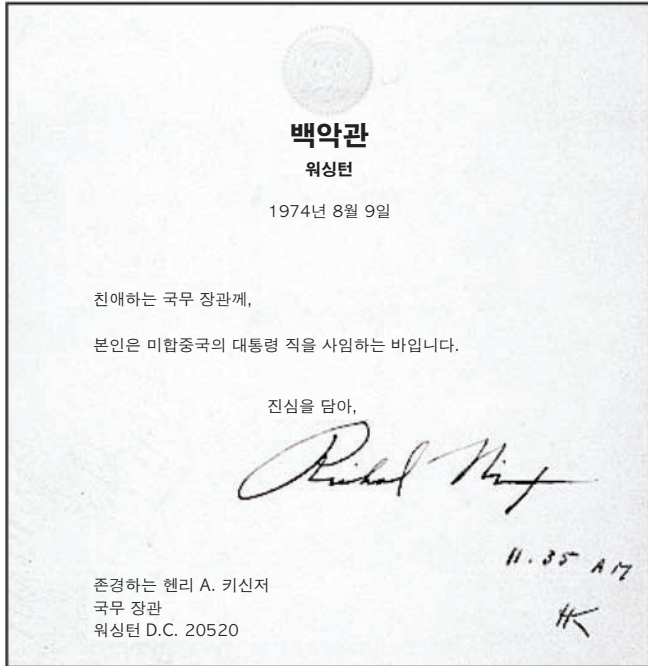 백악관
워싱턴
1974년 8월 9일
친애하는 국무 장관께,
본인은 미합중국의 대통령 직을 사임하는 바입니다.
진심을 담아,
Richard Nixon
11.35 AM
HK
존경하는 헨리 A. 키신저
국무 장관
워싱턴 D.C. 20520